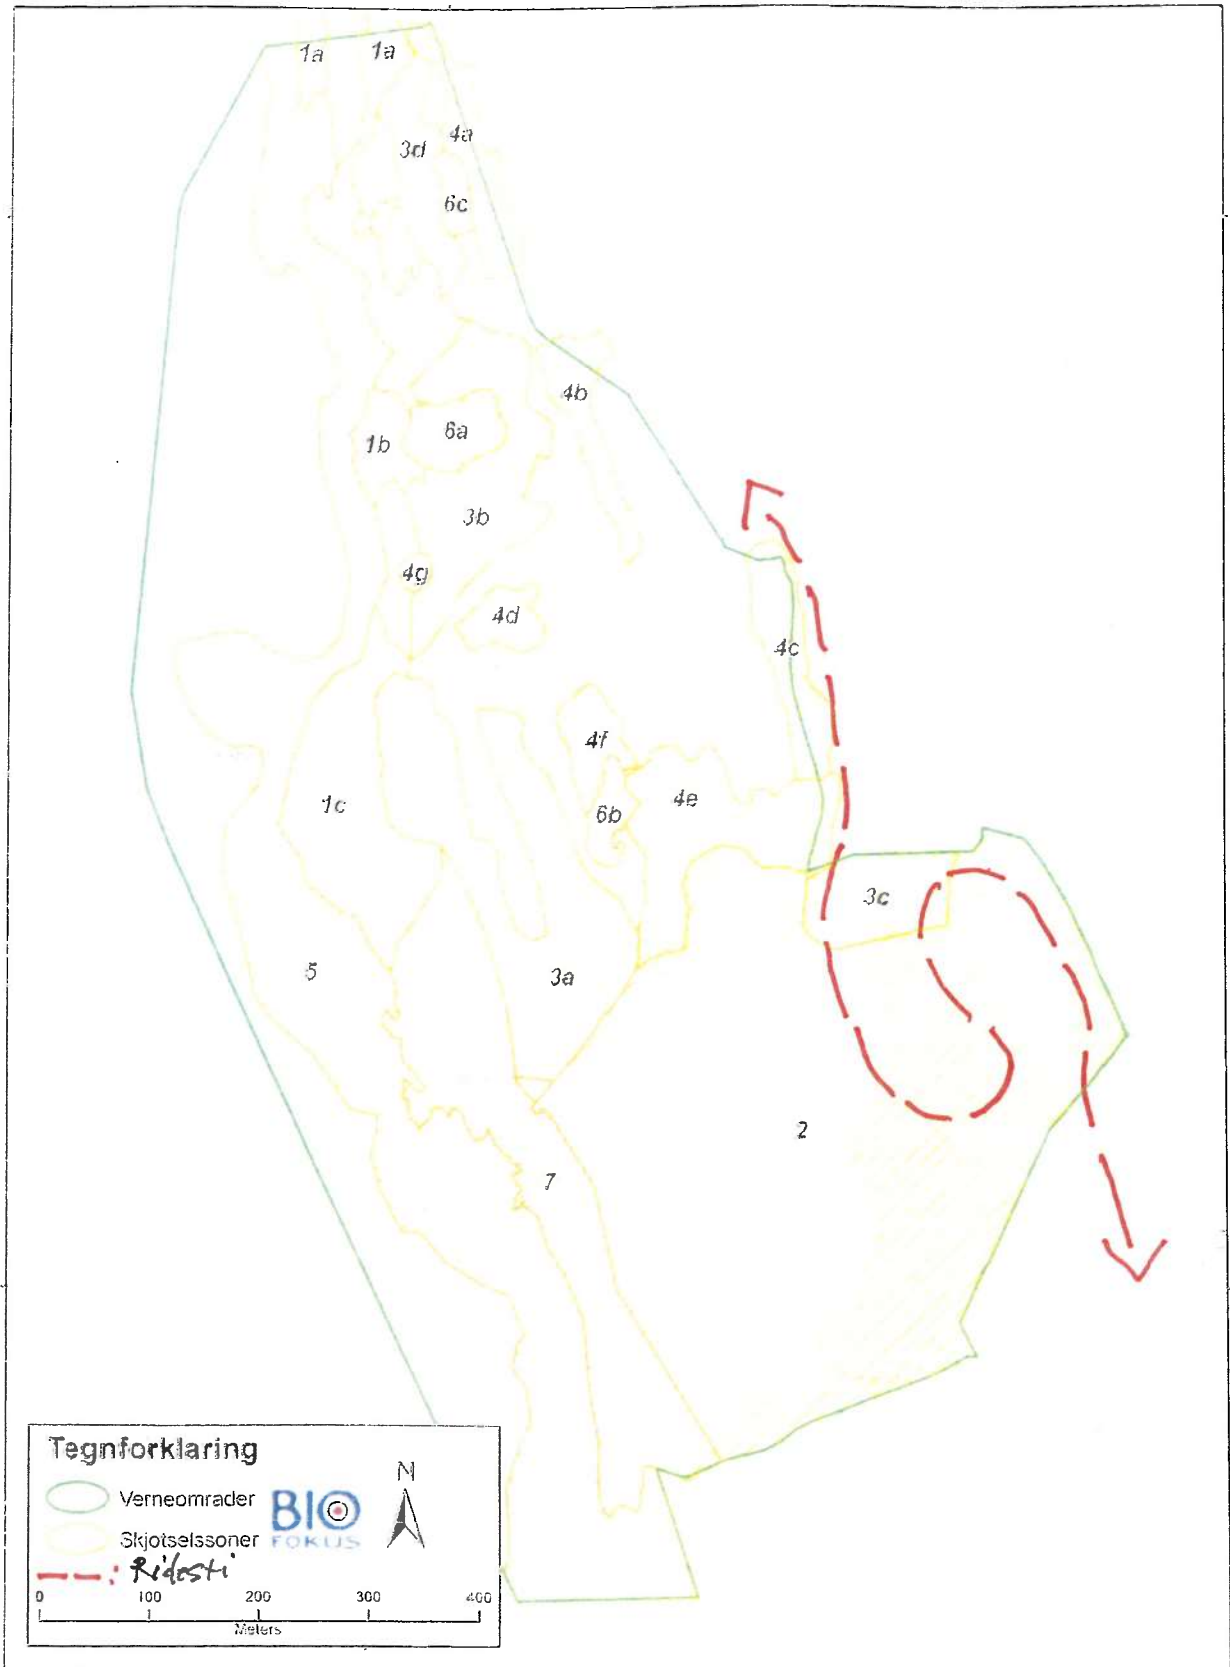 1a 1a
4a
3d
6c
4b
6a
1b
3b
4g
4d
4c
4f
4e
1c
6b
3c
5
3a
2
7
Tegnforklaring
N
Verneomrader
BIO
FOKUS
Skjotselssoner
: Ridesti
0 100 200 300 400
Meters